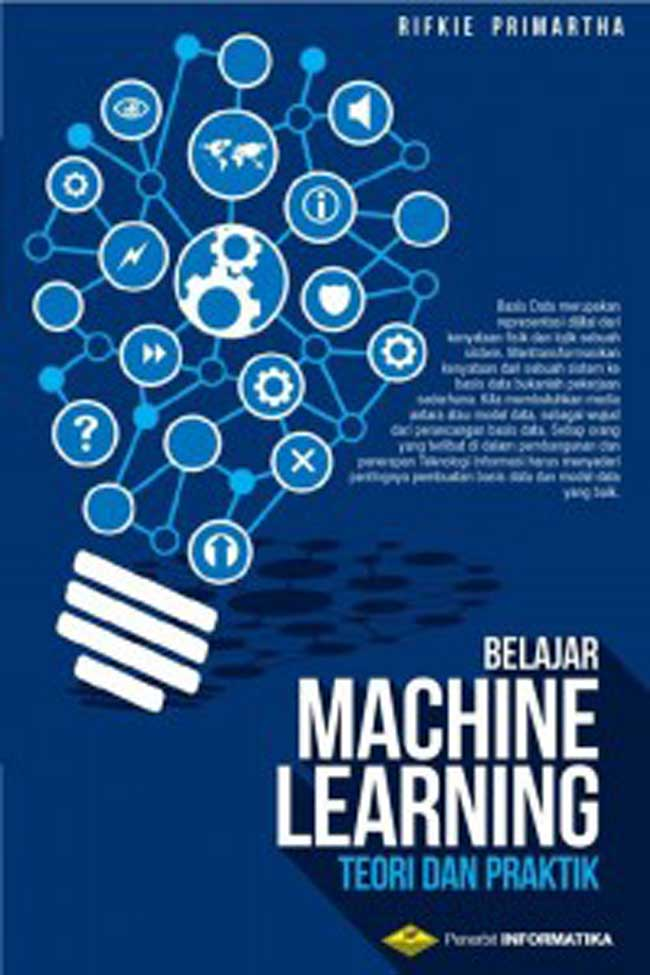 RIFKIE PRIMARTHA
?
Basis Data merupakan
representasi dari
kenyataan fisik dan sebuah
sistem. Mentransformasikan
kenyataan dari sebuah sistem ke
basis data bukanlah pekerjaan
sederhana. Kita membutuhkan media
antara atau model data, sebagai wujud
dari perancangan basis data. Setiap orang
yang terlibat di dalam pembangunan dan
penerapan Teknologi Informasi harus menyadari
pentingnya pembuatan basis data dan model data
yang baik.
BELAJAR
MACHINE
LEARNING
TEORI DAN PRAKTIK
Penerbit INFORMATIKA